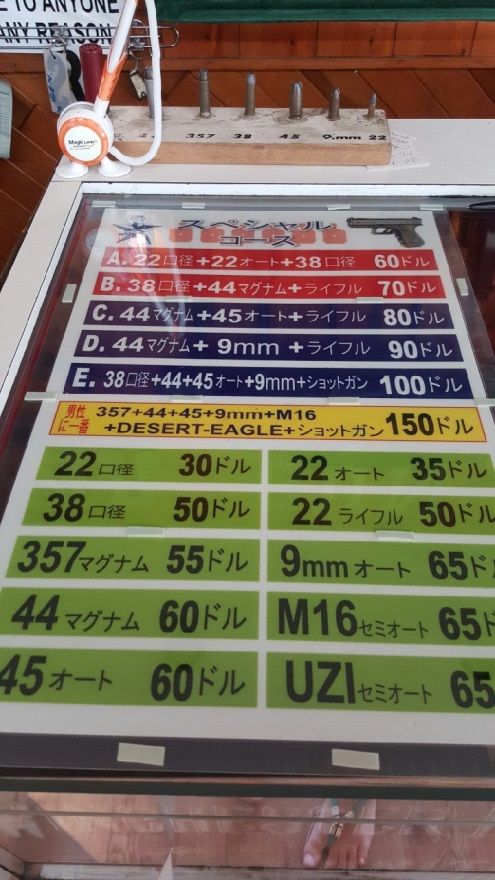 E TO ANYONE
ANY REASON
Magic
357 38 45 9mm 22
スペシャル
コース
A. 22口径+22オート+38口径 60ドル
B. 38口径+44マグナム+ライフル 70ドル
C. 44マグナム+45オート+ライフル 80ドル
D. 44マグナム+ 9mm +ライフル 90ドル
E. 38口径+44+45オート+9mm+ショットガン 100ドル
男性
に一番
357+44+45+9mm+M16
+DESERT-EAGLE+ショットガン 150ドル
22口径 30ドル
22オート 35ドル
38口径 50ドル
22ライフル 50ドル
357マグナム 55ドル
9mmオート 65ド
44マグナム 60ドル
M16セミオート 65ド
45オート 60ドル
UZIセミオート 65